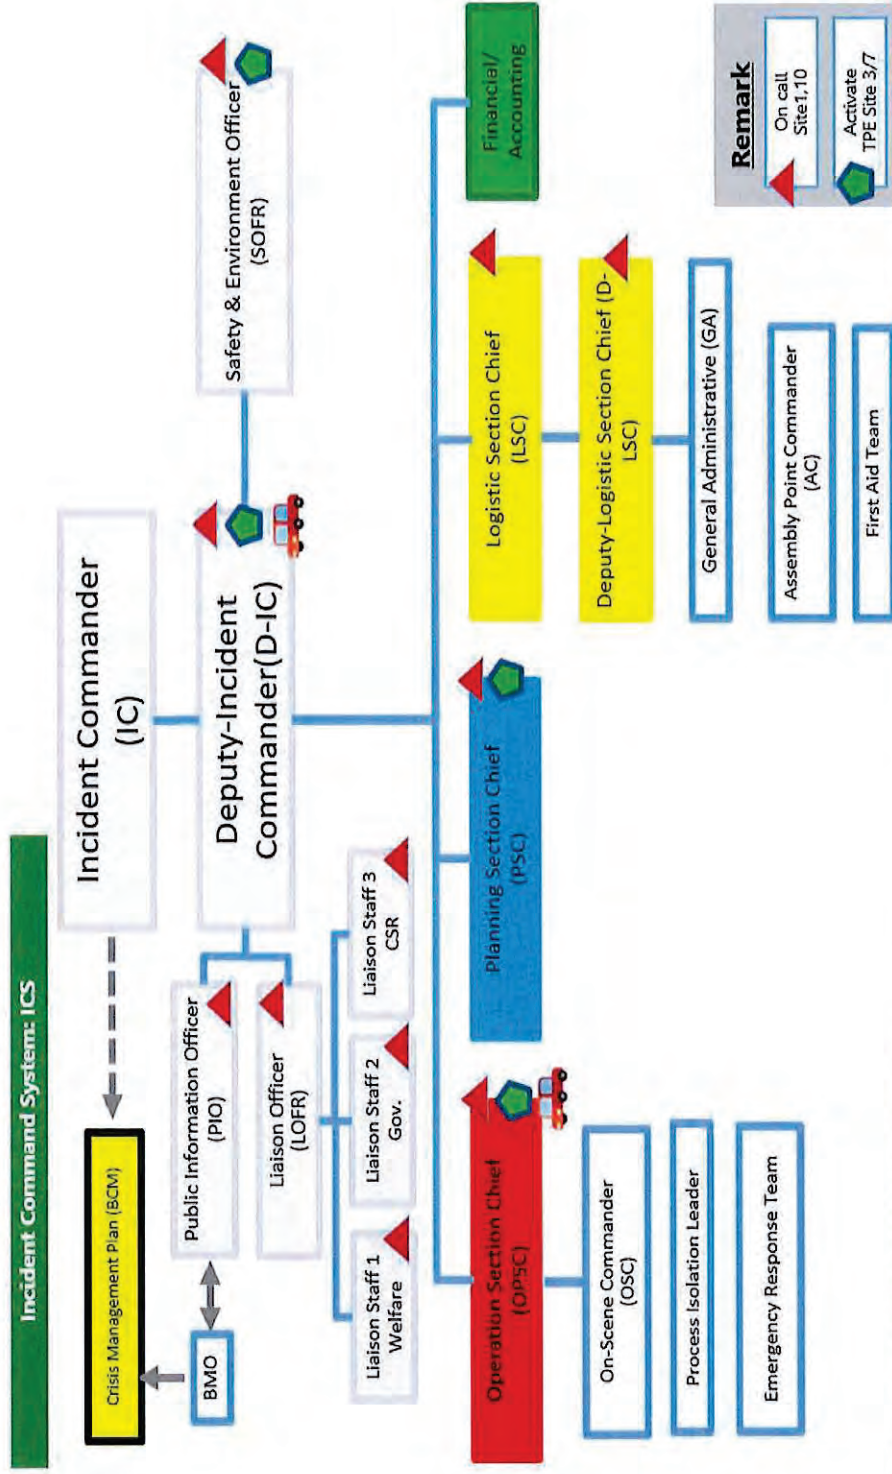 Incident Command System: ICS
Incident Commander
(IC)
Crisis Management Plan (BCM)
Deputy-Incident
Commander(D-IC)
Safety & Environment Officer
(SOFR)
BMO
Public Information Officer
(PIO)
Liaison Officer
(LOFR)
Liaison Staff 1
Welfare
Liaison Staff 2
Gov.
Liaison Staff 3
CSR
Operation Section Chief
(OPSC)
Planning Section Chief
(PSC)
Logistic Section Chief
(LSC)
Financial/
Accounting
On-Scene Commander
(OSC)
Process Isolation Leader
Emergency Response Team
Deputy-Logistic Section Chief (D-
LSC)
General Administrative (GA)
Assembly Point Commander
(AC)
First Aid Team
Remark
On call
Site1,10
Activate
TPE Site 3/7